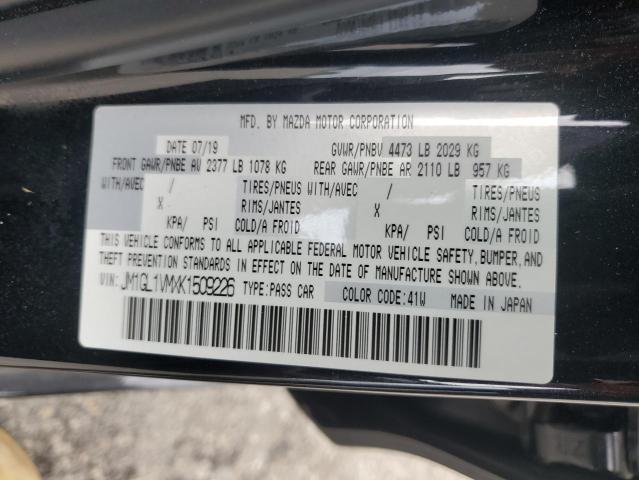 MFD. BY MAZDA MOTOR CORPORATION
DATE 07/19 GVWR/PNBV 4473 LB 2029 KG
FRONT GAWR/PNBE AV 2377 LB 1078 KG REAR GAWR/PNBE AR 2110 LB 957 KG
WITH/AVEC / TIRES/PNEUS WITH/AVEC / TIRES/PNEUS
X RIMS/JANTES X RIMS/JANTES
KPA/ PSI COLD/A FROID KPA/ PSI COLD/A FROID
THIS VEHICLE CONFORMS TO ALL APPLICABLE FEDERAL MOTOR VEHICLE SAFETY, BUMPER, AND
THEFT PREVENTION STANDARDS IN EFFECT ON THE DATE OF MANUFACTURE SHOWN ABOVE.
VIN: JM1GL1VMXK1509226 TYPE:PASS CAR COLOR CODE:41W MADE IN JAPAN